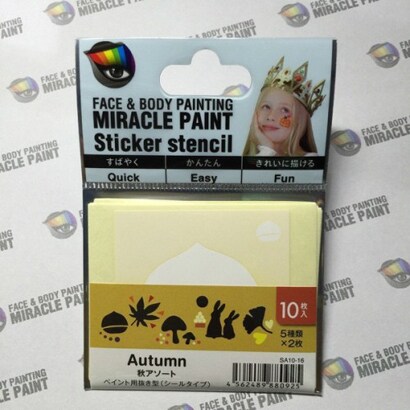 FACE & BODY PAINTING
MIRACLE PAINT
Sticker stencil
すばやく かんたん きれいに描ける
Quick Easy Fun
10枚入
5種類
×2枚
Autumn
秋アソート
ペイント用抜き型(シールタイプ)
SA10-16
4562489880925
FACE & BODY PAINTING
MIRACLE PAINT